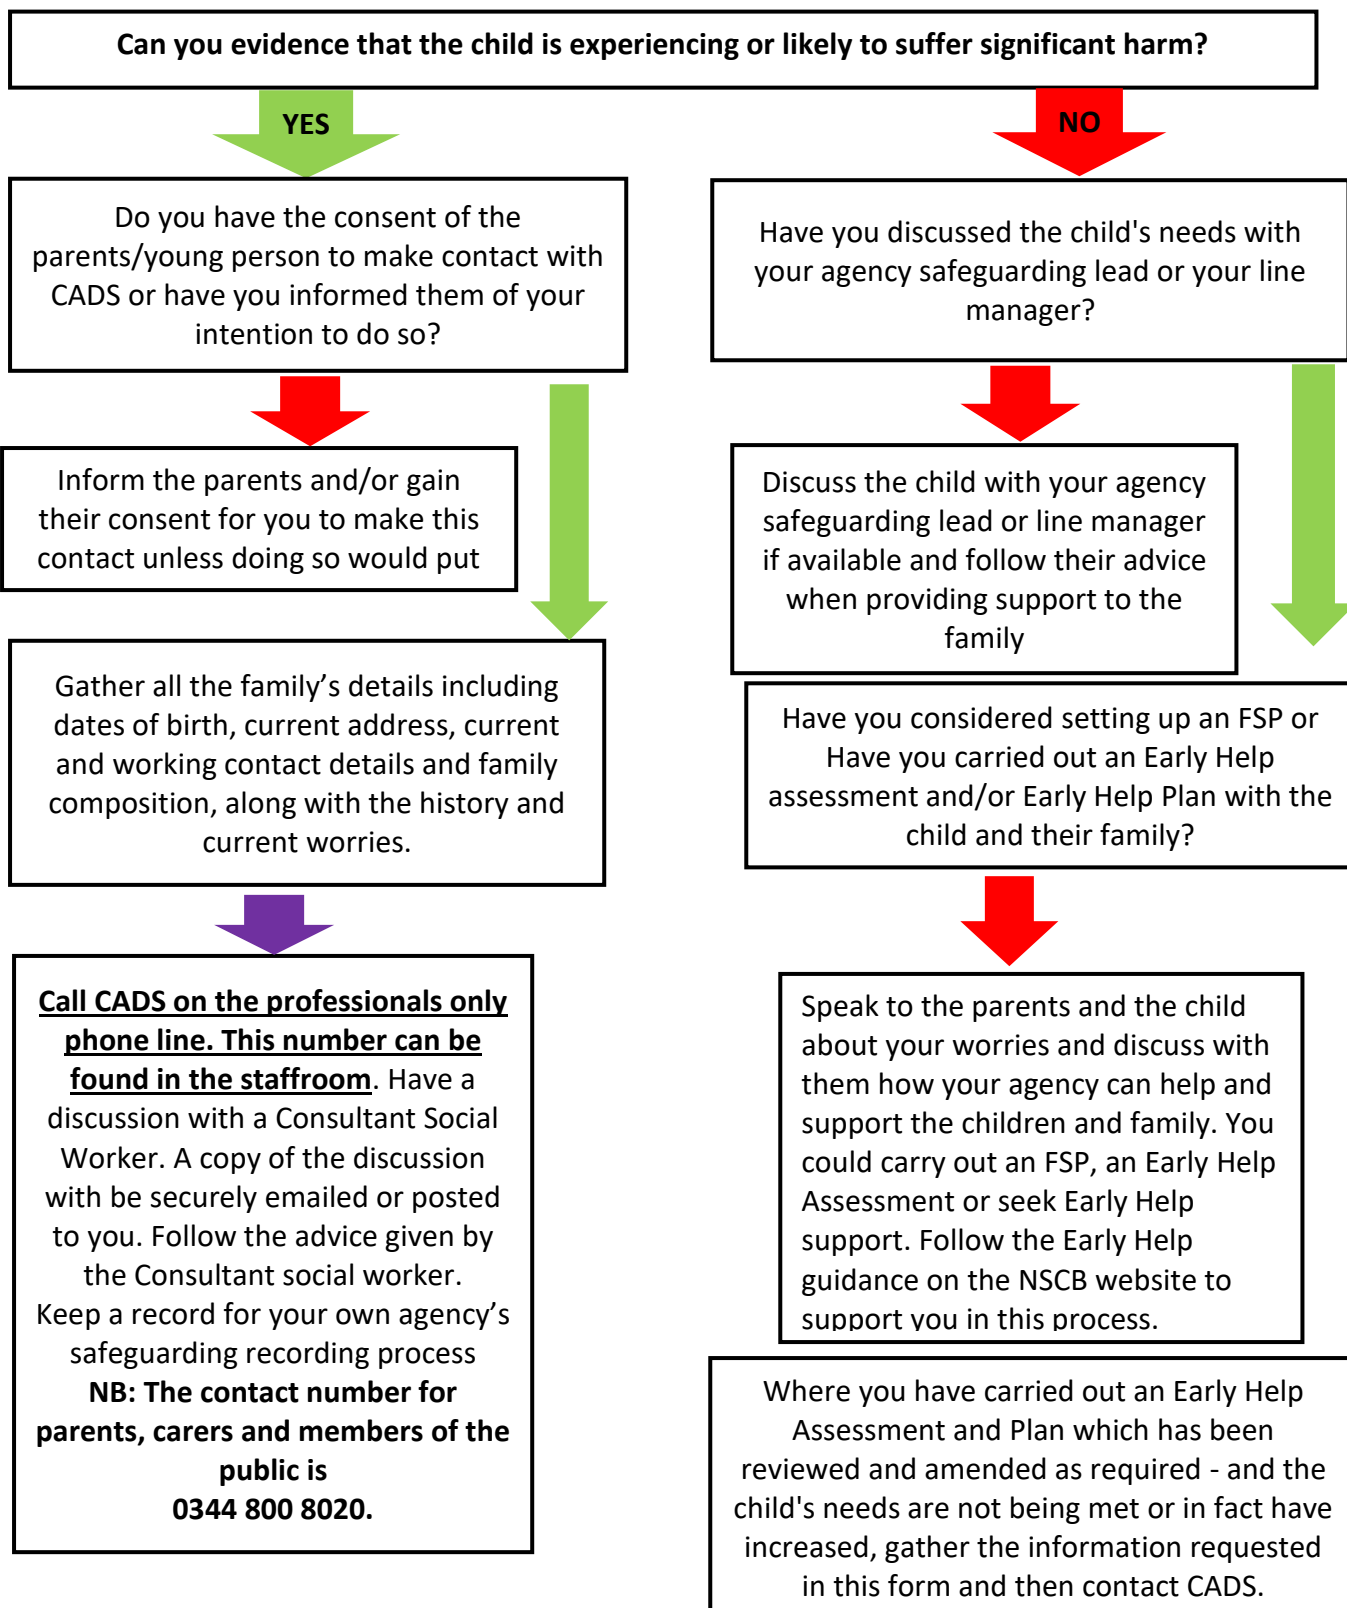 Can you evidence that the child is experiencing or likely to suffer significant harm?
YES
NO
Do you have the consent of the
parents/young person to make contact with
CADS or have you informed them of your
intention to do so?
Inform the parents and/or gain
their consent for you to make this
contact unless doing so would put
Gather all the family’s details including
dates of birth, current address, current
and working contact details and family
composition, along with the history and
current worries.
Call CADS on the professionals only
phone line. This number can be
found in the staffroom. Have a
discussion with a Consultant Social
Worker. A copy of the discussion
with be securely emailed or posted
to you. Follow the advice given by
the Consultant social worker.
Keep a record for your own agency’s
safeguarding recording process
NB: The contact number for
parents, carers and members of the
public is
0344 800 8020.
Have you discussed the child's needs with
your agency safeguarding lead or your line
manager?
Discuss the child with your agency
safeguarding lead or line manager
if available and follow their advice
when providing support to the
family
Have you considered setting up an FSP or
Have you carried out an Early Help
assessment and/or Early Help Plan with the
child and their family?
Speak to the parents and the child
about your worries and discuss with
them how your agency can help and
support the children and family. You
could carry out an FSP, an Early Help
Assessment or seek Early Help
support. Follow the Early Help
guidance on the NSCB website to
support you in this process.
Where you have carried out an Early Help
Assessment and Plan which has been
reviewed and amended as required - and the
child's needs are not being met or in fact have
increased, gather the information requested
in this form and then contact CADS.